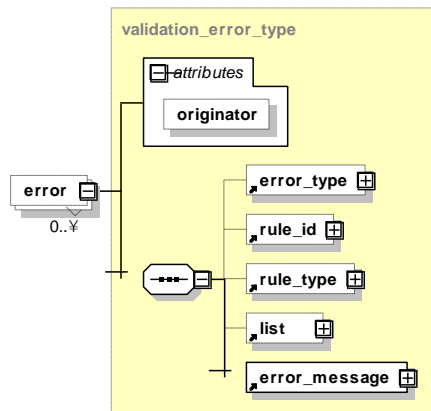 validation_error_type
attributes
originator
error_type
error
rule_id
0..¥
rule_type
list
error_message